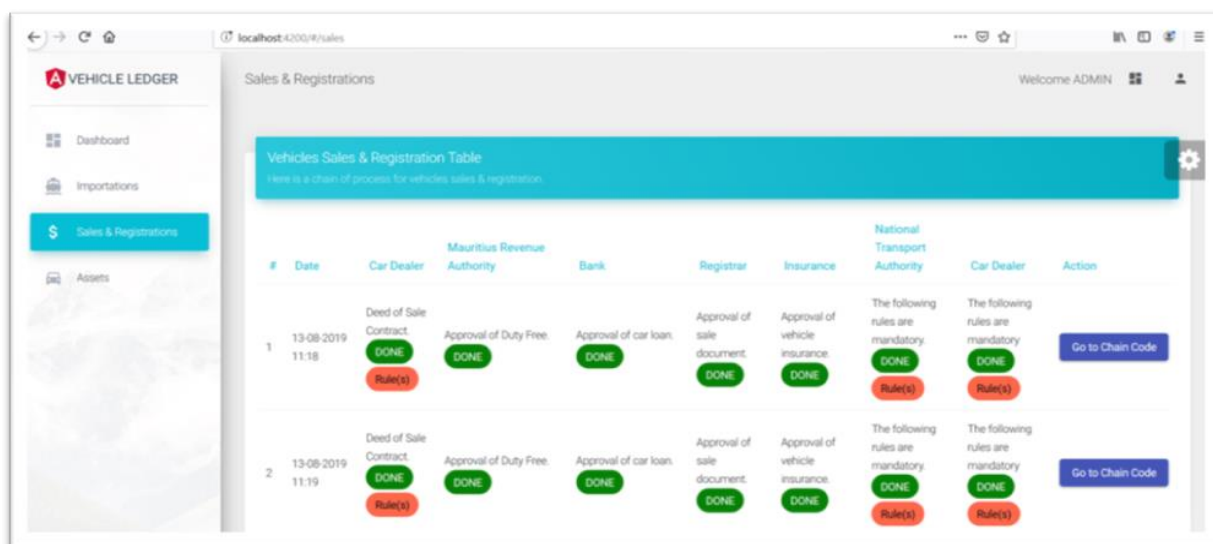 localhost:4200/#/sales
VEHICLE LEDGER
Sales & Registrations
Welcome ADMIN
Dashboard
Importations
$ Sales & Registrations
Assets
Vehicles Sales & Registration Table
Here is a chain of process for vehicles sales & registration.
# Date Car Dealer Mauritius Revenue Authority Bank Registrar Insurance National Transport Authority Car Dealer Action
1
13-08-2019
11:18
Deed of Sale
Contract.
DONE
Rule(s)
Approval of Duty Free.
DONE
Approval of car loan.
DONE
Approval of
sale
document.
DONE
Approval of
vehicle
insurance.
DONE
The following
rules are
mandatory.
DONE
Rule(s)
The following
rules are
mandatory
DONE
Rule(s)
Go to Chain Code
2
13-08-2019
11:19
Deed of Sale
Contract.
DONE
Rule(s)
Approval of Duty Free.
DONE
Approval of car loan.
DONE
Approval of
sale
document.
DONE
Approval of
vehicle
insurance.
DONE
The following
rules are
mandatory.
DONE
Rule(s)
The following
rules are
mandatory
DONE
Rule(s)
Go to Chain Code